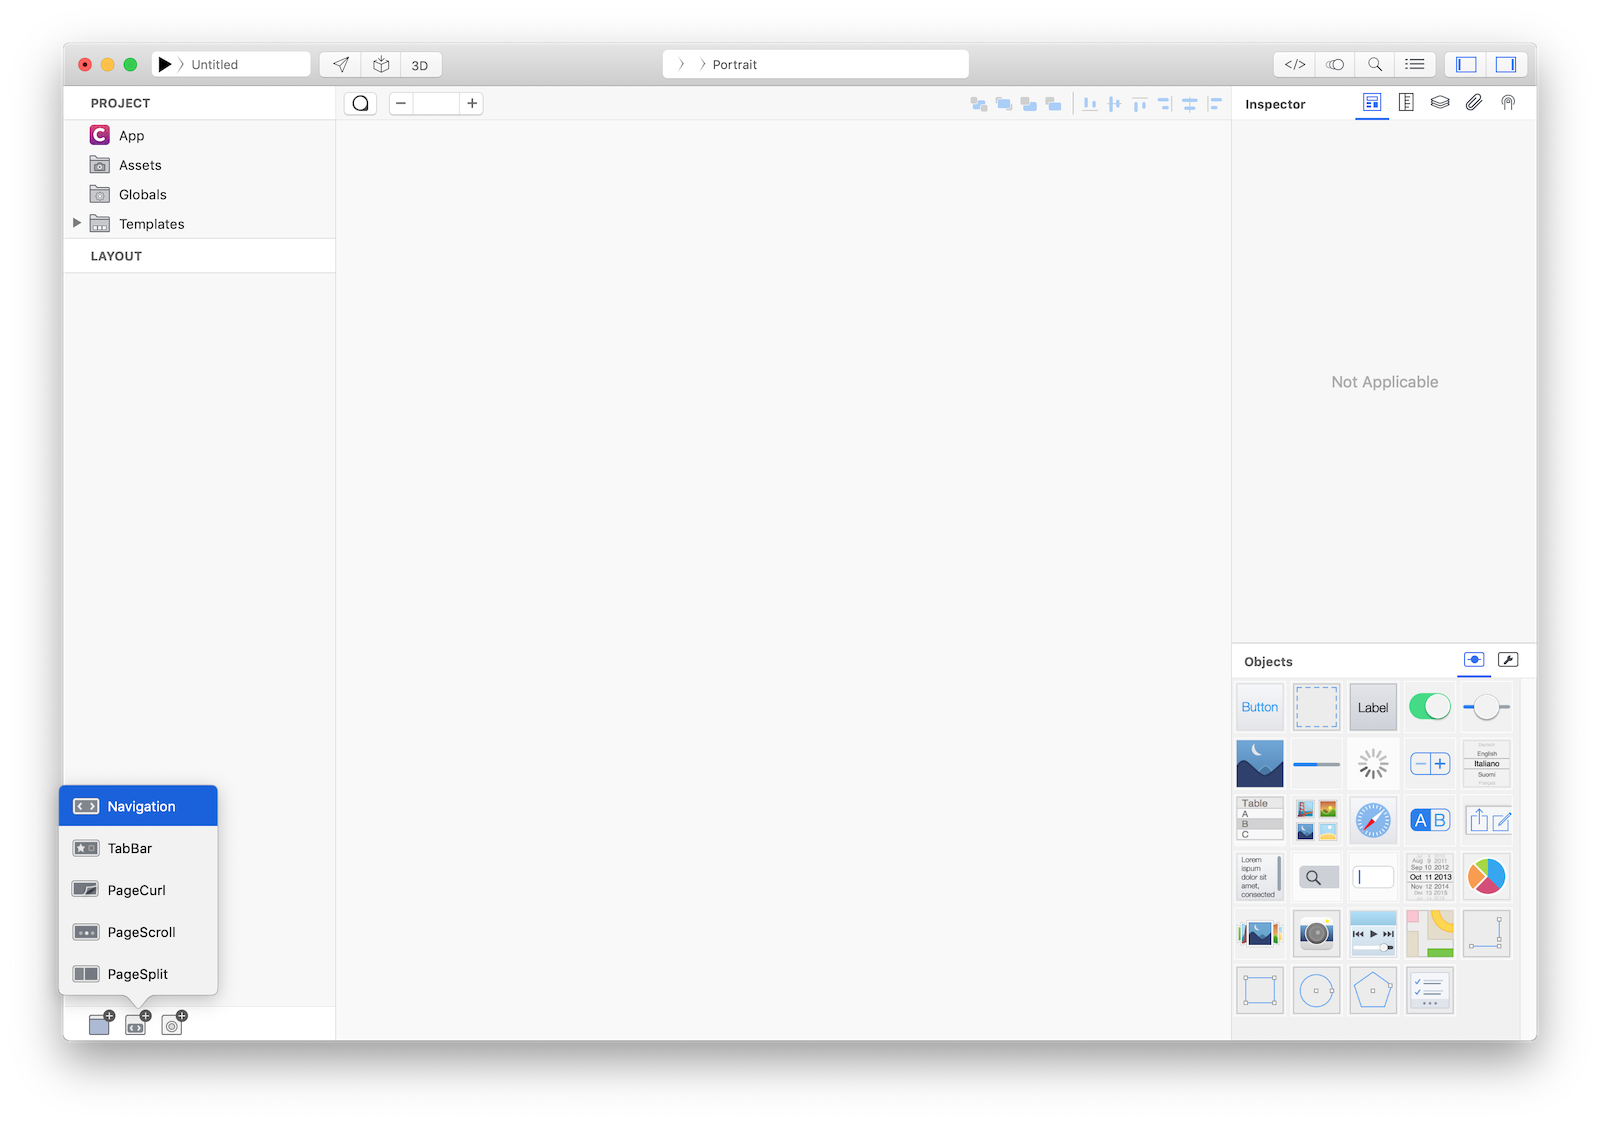 Untitled
3D
Portrait
</>
PROJECT
App
Assets
Globals
Templates
LAYOUT
Inspector
Not Applicable
Objects
Button
Label
English
Italiano
Suomi
Table
A
B
C
A B
Lorem
ipsum
dolor sit
amet,
consected
Aug 9 2011
Sep 10 2012
Oct 11 2013
Nov 12 2014
Dec 13 2015
Navigation
TabBar
PageCurl
PageScroll
PageSplit